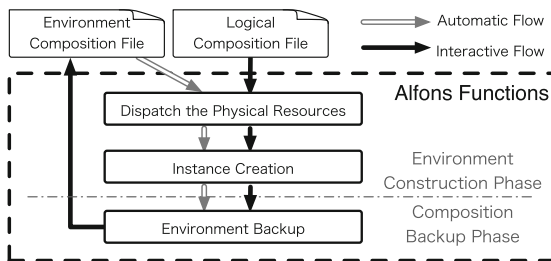 Environment
Composition File
Logical
Composition File
Automatic Flow
Interactive Flow
Alfons Functions
Dispatch the Physical Resources
Instance Creation
Environment
Construction Phase
Composition
Backup Phase
Environment Backup